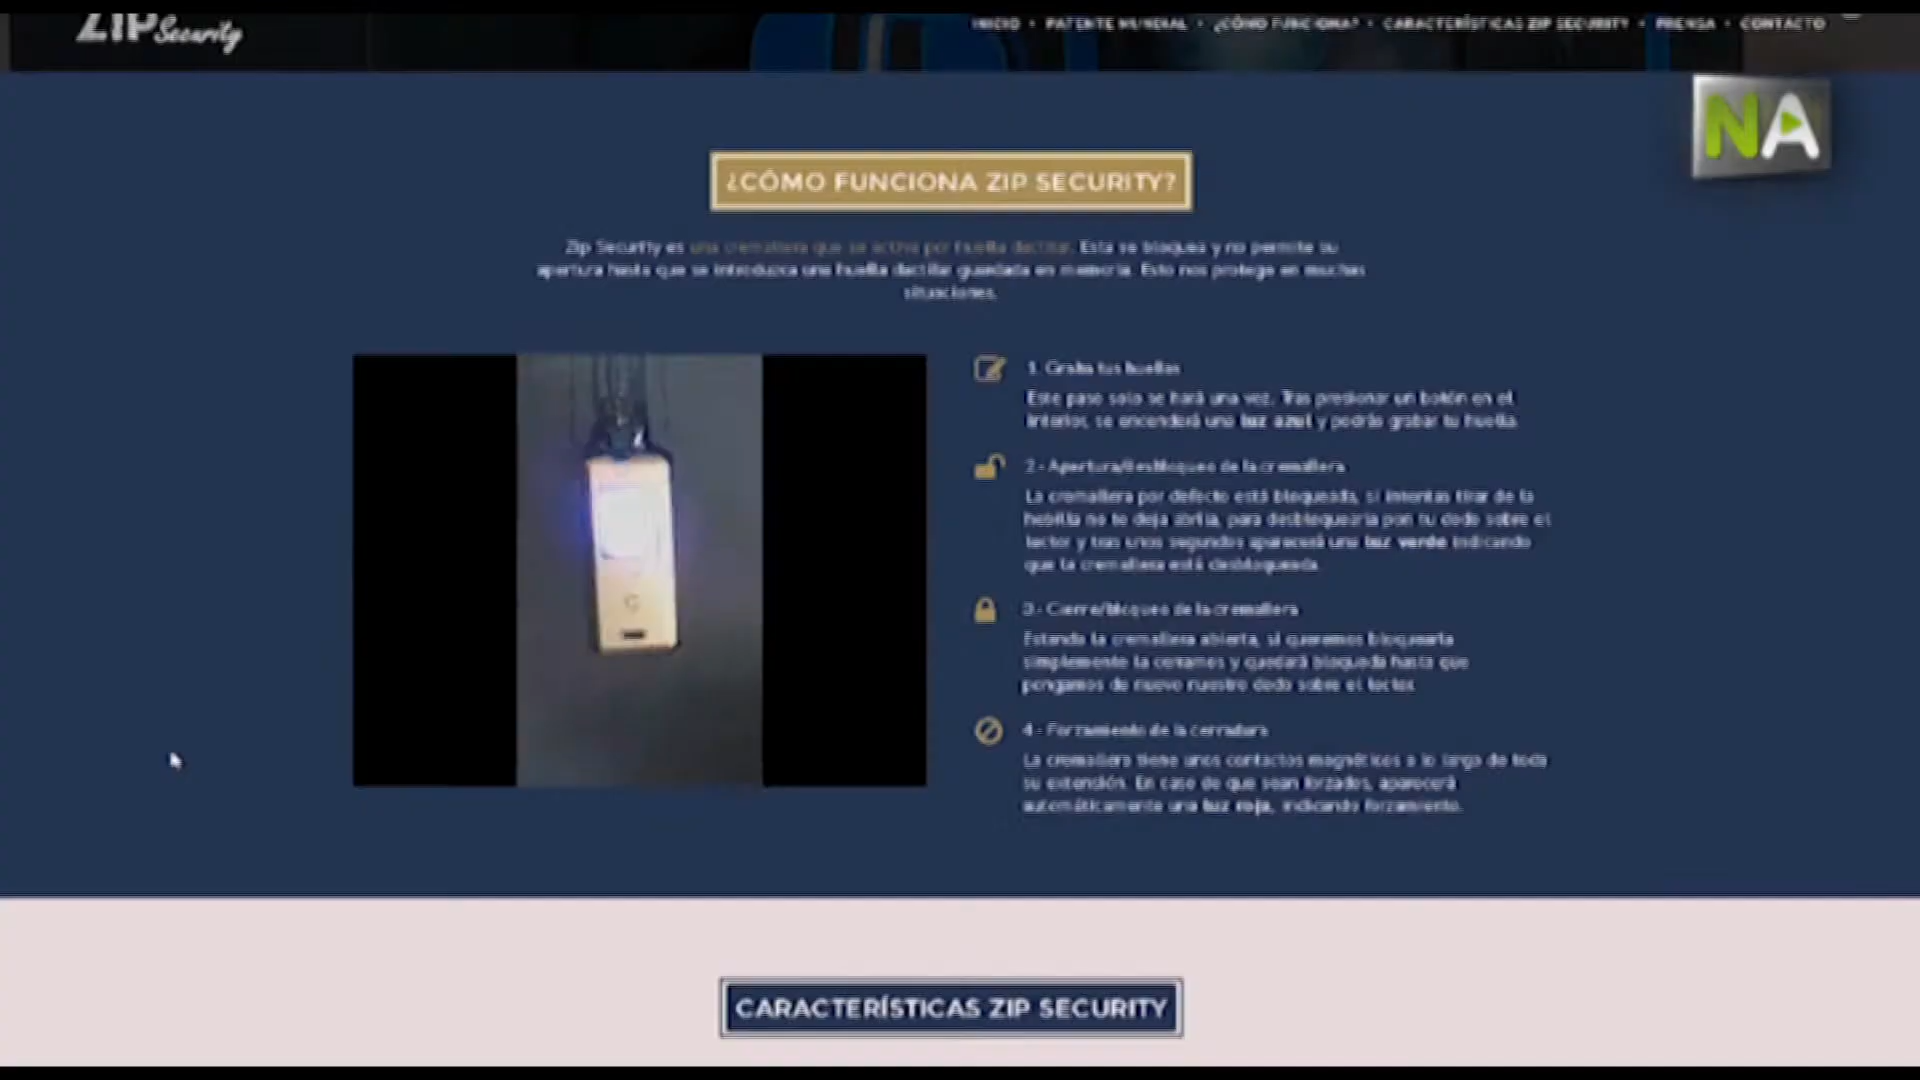 ZIP Security
INICIO • PATENTE MUNDIAL • ¿CÓMO FUNCIONA? • CARACTERÍSTICAS ZIP SECURITY • PRENSA • CONTACTO
NA
¿CÓMO FUNCIONA ZIP SECURITY?
Zip Security es una cremallera que se activa por huella dactilar. Esta se bloquea y no permite su
apertura hasta que se introduzca una huella dactilar guardada en memoria. Esto nos protege en muchas
situaciones.
1. Graba tus huellas
Este paso solo se hará una vez. Tras presionar un botón en el
interior, se encenderá una luz azul y podrás grabar tu huella.
2.- Apertura/desbloqueo de la cremallera
La cremallera por defecto está bloqueada, si intentas tirar de la
hebilla no te deja abrirla, para desbloquearla pon tu dedo sobre el
lector y tras unos segundos aparecerá una luz verde indicando
que la cremallera está desbloqueada.
3.- Cierre/bloqueo de la cremallera
Estando la cremallera abierta, si queremos bloquearla
simplemente la cerramos y quedará bloqueda hasta que
pongamos de nuevo nuestro dedo sobre el lector.
4.- Forzamiento de la cerradura
La cremallera tiene unos contactos magnéticos a lo largo de toda
su extensión. En caso de que sean forzados, aparecerá
automáticamente una luz roja, indicando forzamiento.
CARACTERÍSTICAS ZIP SECURITY